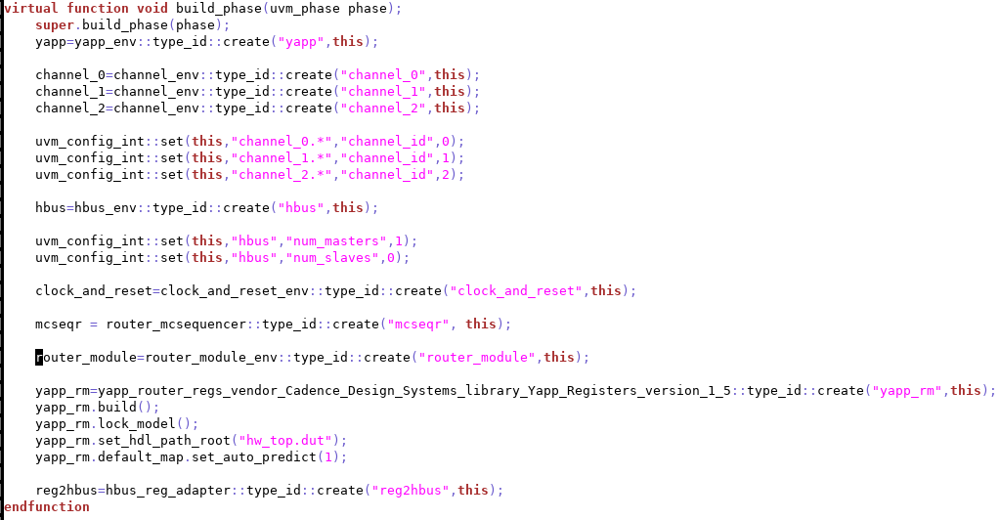 virtual function void build_phase(uvm_phase phase);
    super.build_phase(phase);
    yapp=yapp_env::type_id::create("yapp",this);

    channel_0=channel_env::type_id::create("channel_0",this);
    channel_1=channel_env::type_id::create("channel_1",this);
    channel_2=channel_env::type_id::create("channel_2",this);

    uvm_config_int::set(this,"channel_0.*","channel_id",0);
    uvm_config_int::set(this,"channel_1.*","channel_id",1);
    uvm_config_int::set(this,"channel_2.*","channel_id",2);

    hbus=hbus_env::type_id::create("hbus",this);

    uvm_config_int::set(this,"hbus","num_masters",1);
    uvm_config_int::set(this,"hbus","num_slaves",0);

    clock_and_reset=clock_and_reset_env::type_id::create("clock_and_reset",this);

    mcseqr = router_mcsequencer::type_id::create("mcseqr", this);

    router_module=router_module_env::type_id::create("router_module",this);

    yapp_rm=yapp_router_regs_vendor_Cadence_Design_Systems_library_Yapp_Registers_version_1_5::type_id::create("yapp_rm",this);
    yapp_rm.build();
    yapp_rm.lock_model();
    yapp_rm.set_hdl_path_root("hw_top.dut");
    yapp_rm.default_map.set_auto_predict(1);

    reg2hbus=hbus_reg_adapter::type_id::create("reg2hbus",this);
endfunction